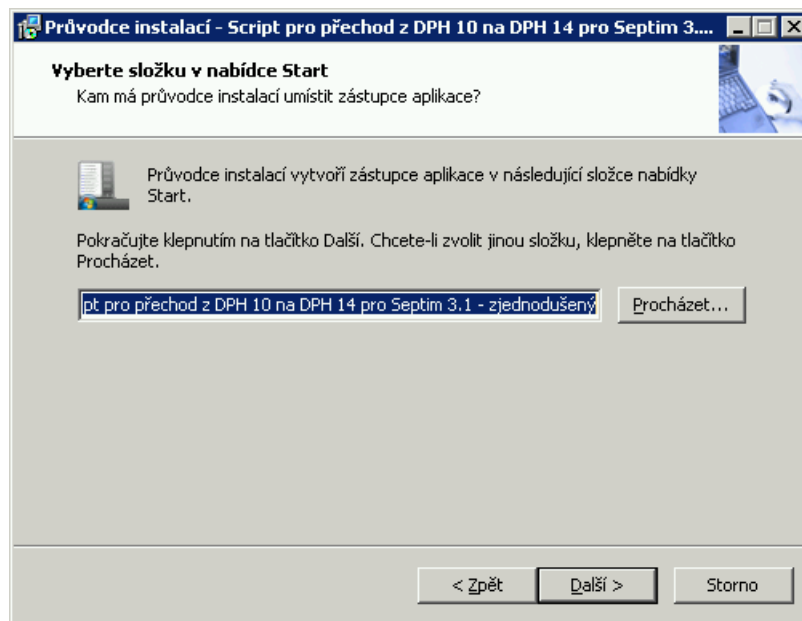 Průvodce instalací - Script pro přechod z DPH 10 na DPH 14 pro Septim 3....
Vyberte složku v nabídce Start
Kam má průvodce instalací umístit zástupce aplikace?
Průvodce instalací vytvoří zástupce aplikace v následující složce nabídky
Start.
Pokračujte klepnutím na tlačítko Další. Chcete-li zvolit jinou složku, klepněte na tlačítko
Procházet.
pt pro přechod z DPH 10 na DPH 14 pro Septim 3.1 - zjednodušený
Procházet...
< Zpět
Další >
Storno